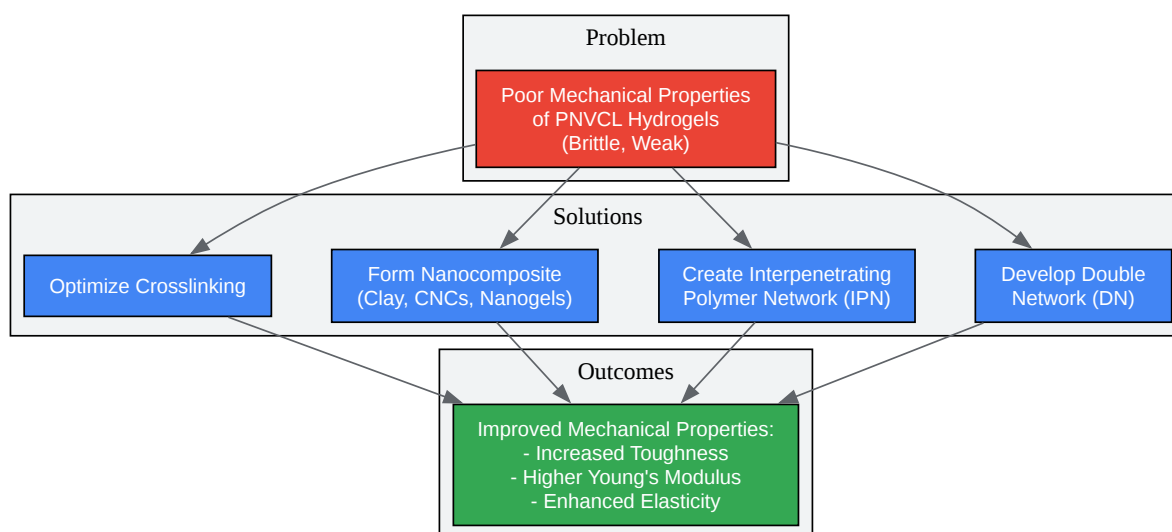 Problem
Poor Mechanical Properties
of PNVCL Hydrogels
(Brittle, Weak)
Solutions
Optimize Crosslinking
Form Nanocomposite
(Clay, CNCs, Nanogels)
Create Interpenetrating
Polymer Network (IPN)
Develop Double
Network (DN)
Outcomes
Improved Mechanical Properties:
- Increased Toughness
- Higher Young's Modulus
- Enhanced Elasticity